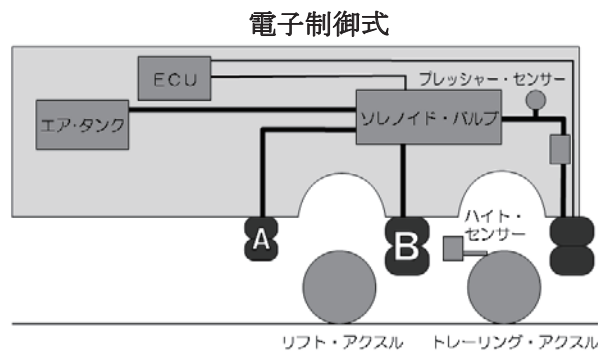 電子制御式
ECU
プレッシャー・センサー
エア・タンク
ソレノイド・バルブ
A
B
ハイト・
センサー
リフト・アクスル
トレーリング・アクスル